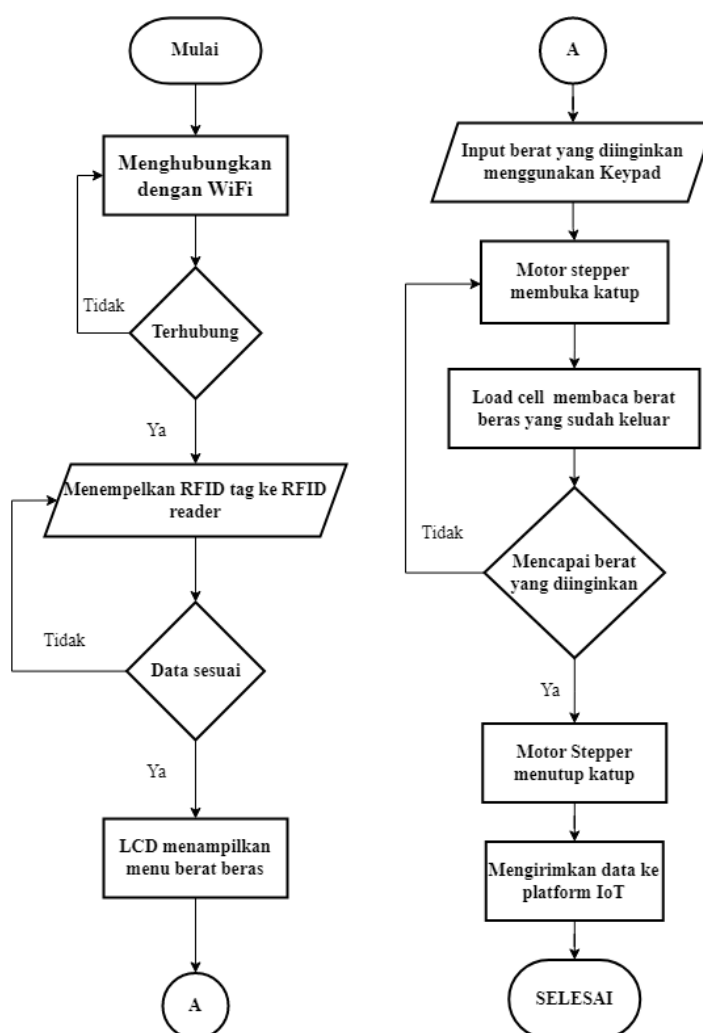 Mulai
Menghubungkan
dengan WiFi
Tidak
Terhubung
Ya
Menempelkan RFID tag ke RFID
reader
Tidak
Data sesuai
Ya
LCD menampilkan
menu berat beras
A
A
Input berat yang diinginkan
menggunakan Keypad
Motor stepper
membuka katup
Load cell membaca berat
beras yang sudah keluar
Tidak
Mencapai berat
yang diinginkan
Ya
Motor Stepper
menutup katup
Mengirimkan data ke
platform IoT
SELESAI